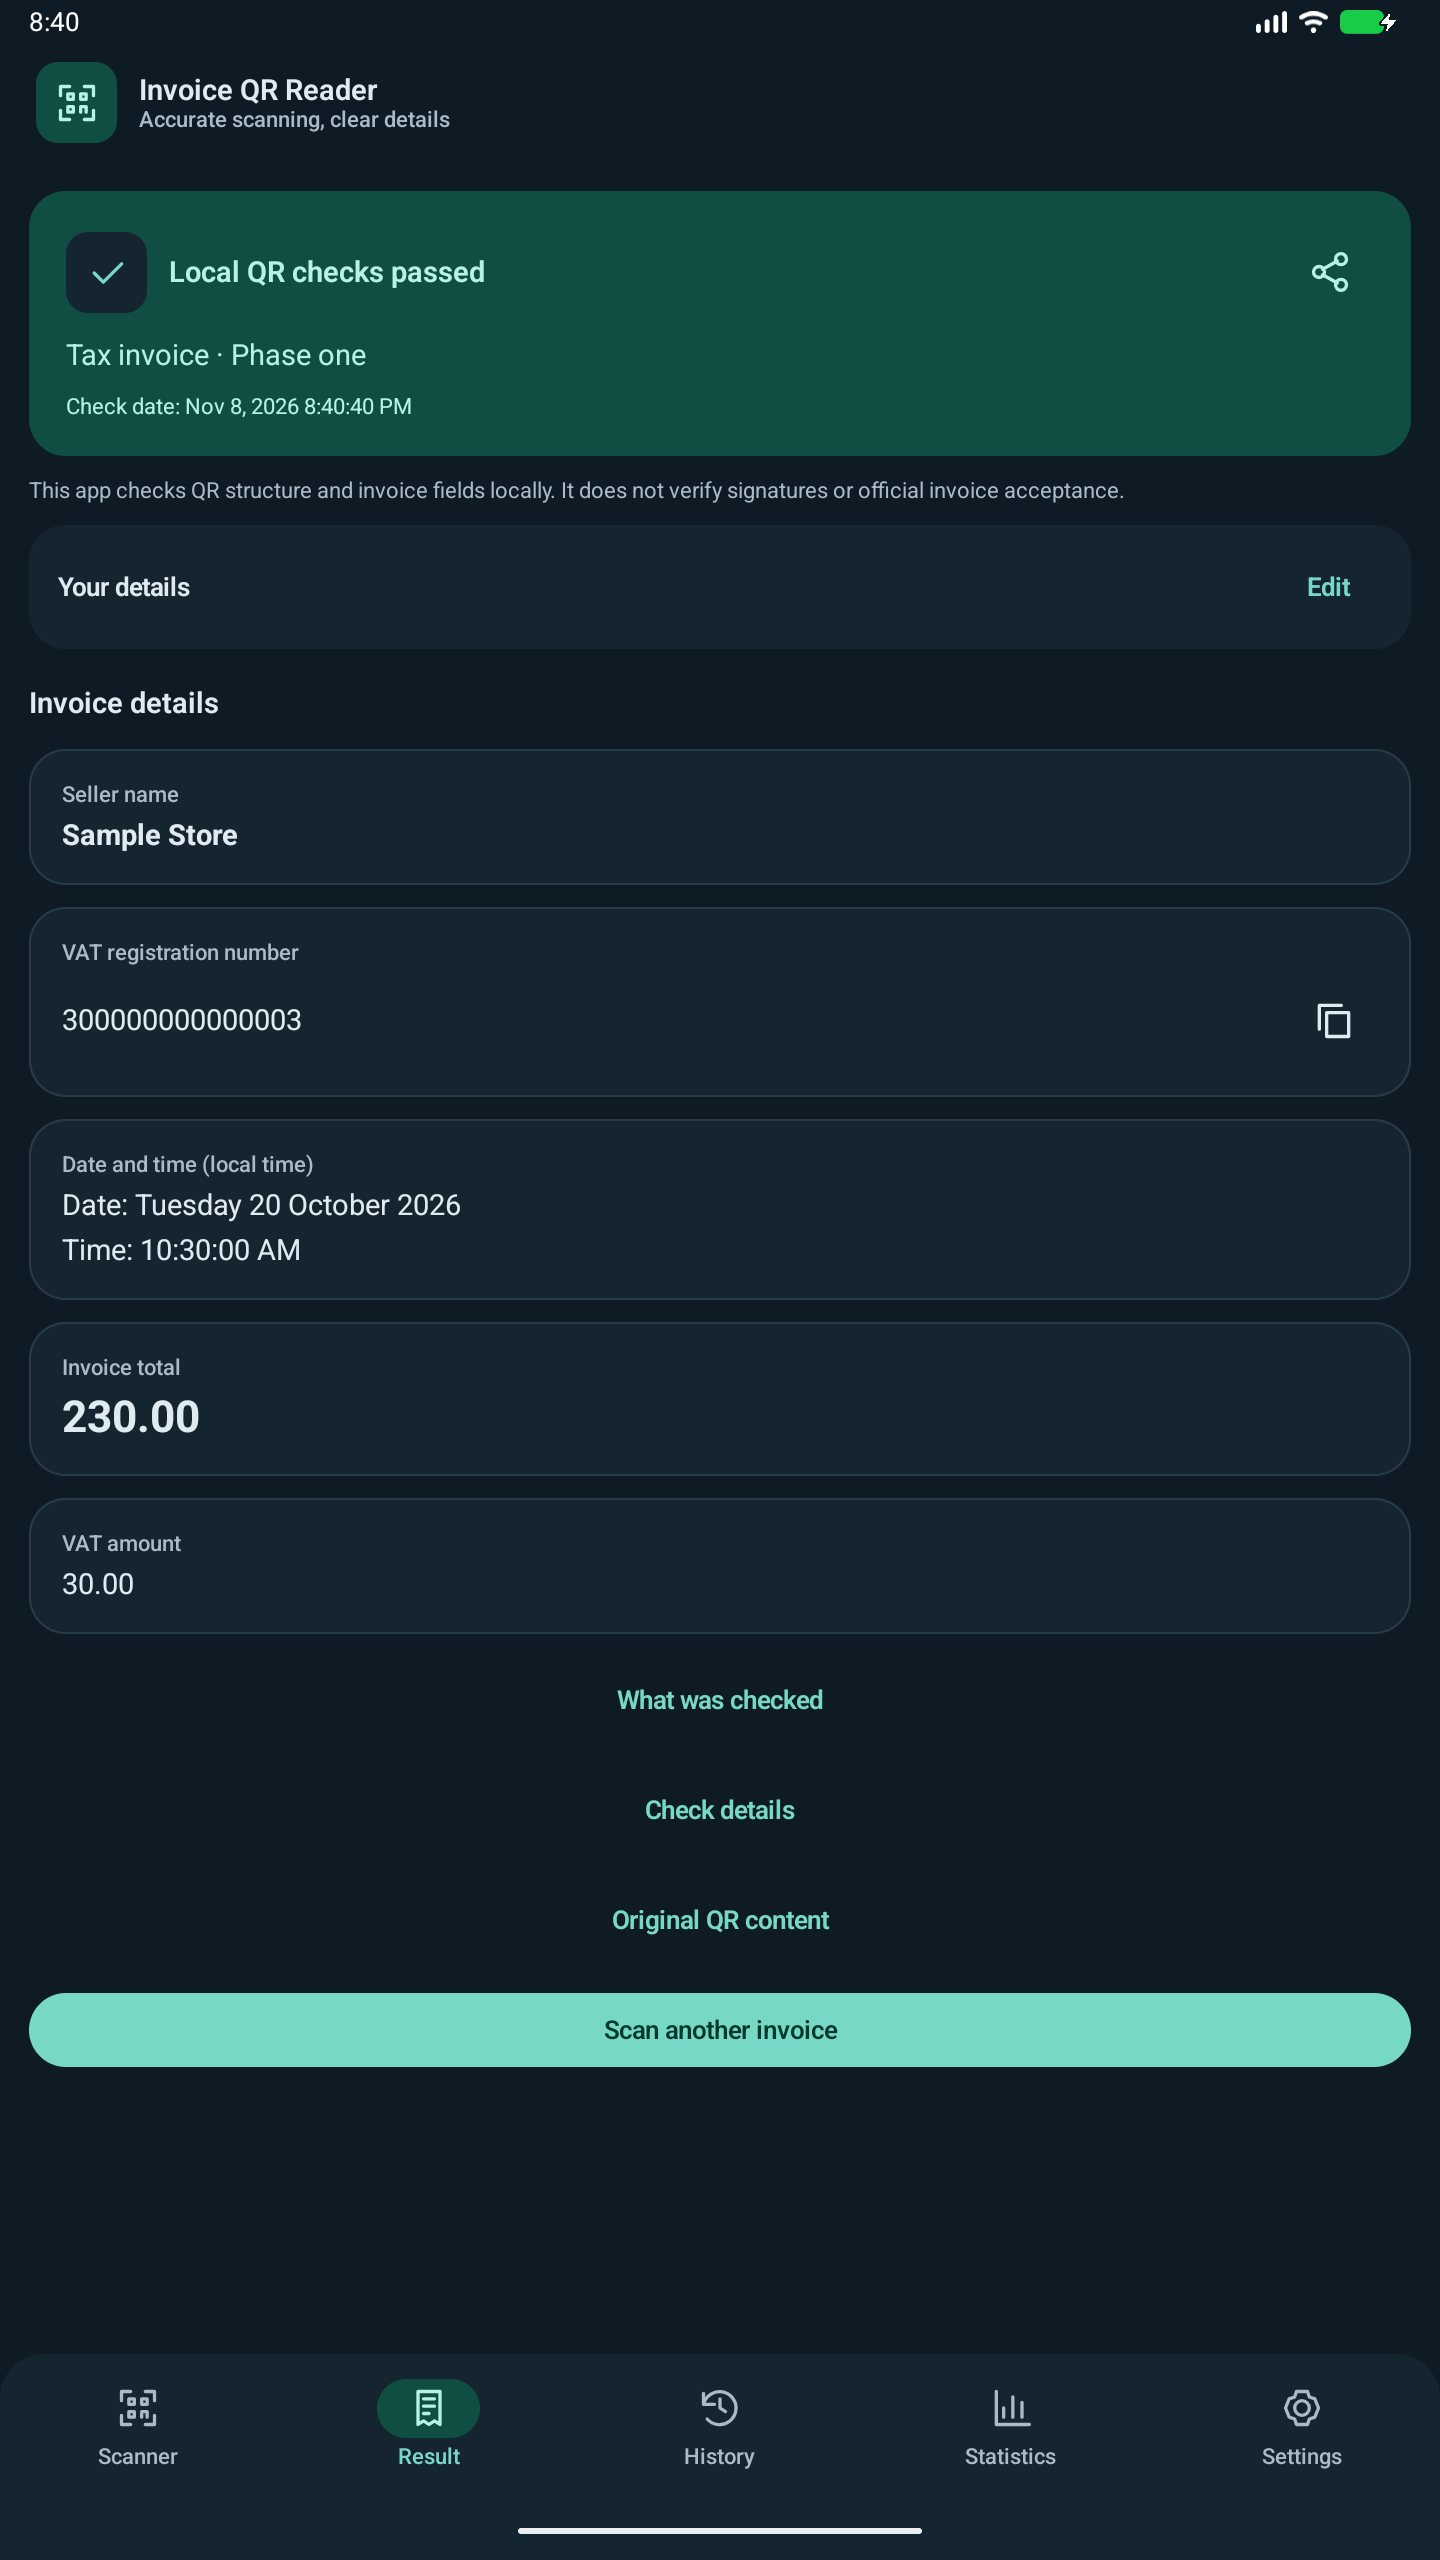 8:40
Invoice QR Reader
Accurate scanning, clear details
Local QR checks passed
Tax invoice · Phase one
Check date: Nov 8, 2026 8:40:40 PM
This app checks QR structure and invoice fields locally. It does not verify signatures or official invoice acceptance.
Your details
Edit
Invoice details
Seller name
Sample Store
VAT registration number
300000000000003
Date and time (local time)
Date: Tuesday 20 October 2026
Time: 10:30:00 AM
Invoice total
230.00
VAT amount
30.00
What was checked
Check details
Original QR content
Scan another invoice
Scanner
Result
History
Statistics
Settings